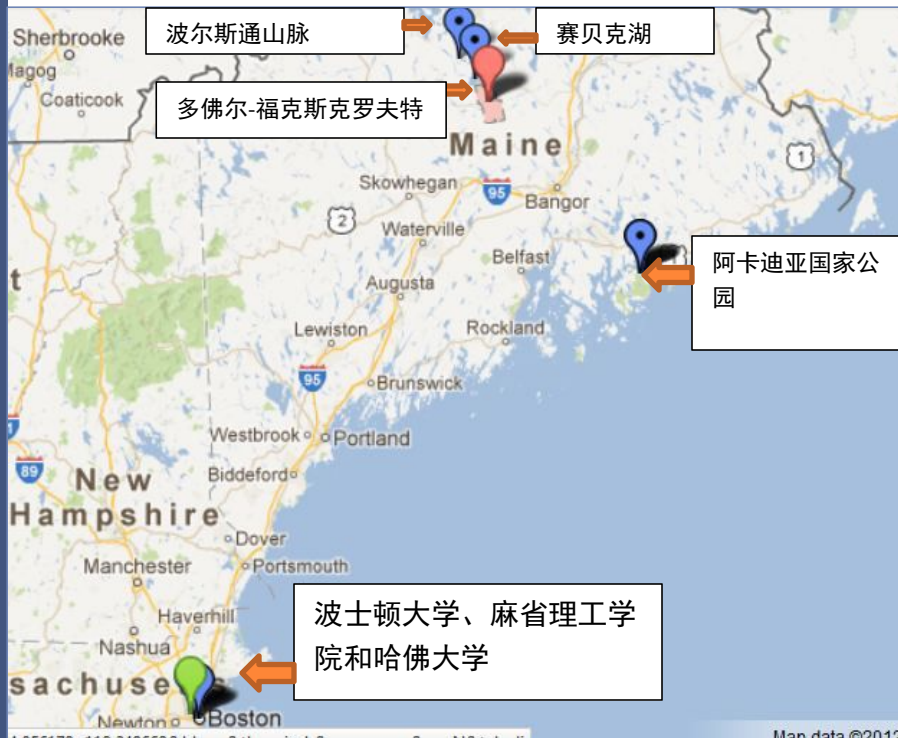 Sherbrooke
波尔斯通山脉
赛贝克湖
Magog
Coaticook
多佛尔-福克斯克罗夫特
Maine
1
Skowhegan
95
Bangor
2
Waterville
Belfast
阿卡迪亚国家公
园
t
Augusta
Lewiston
Rockland
95
Brunswick
Westbrook
Portland
89
Biddeford
New
Hampshire
Dover
Manchester
Portsmouth
Haverhill
波士顿大学、麻省理工学
院和哈佛大学
Nashua
sachuse
Newton
Boston
Map data ©2012